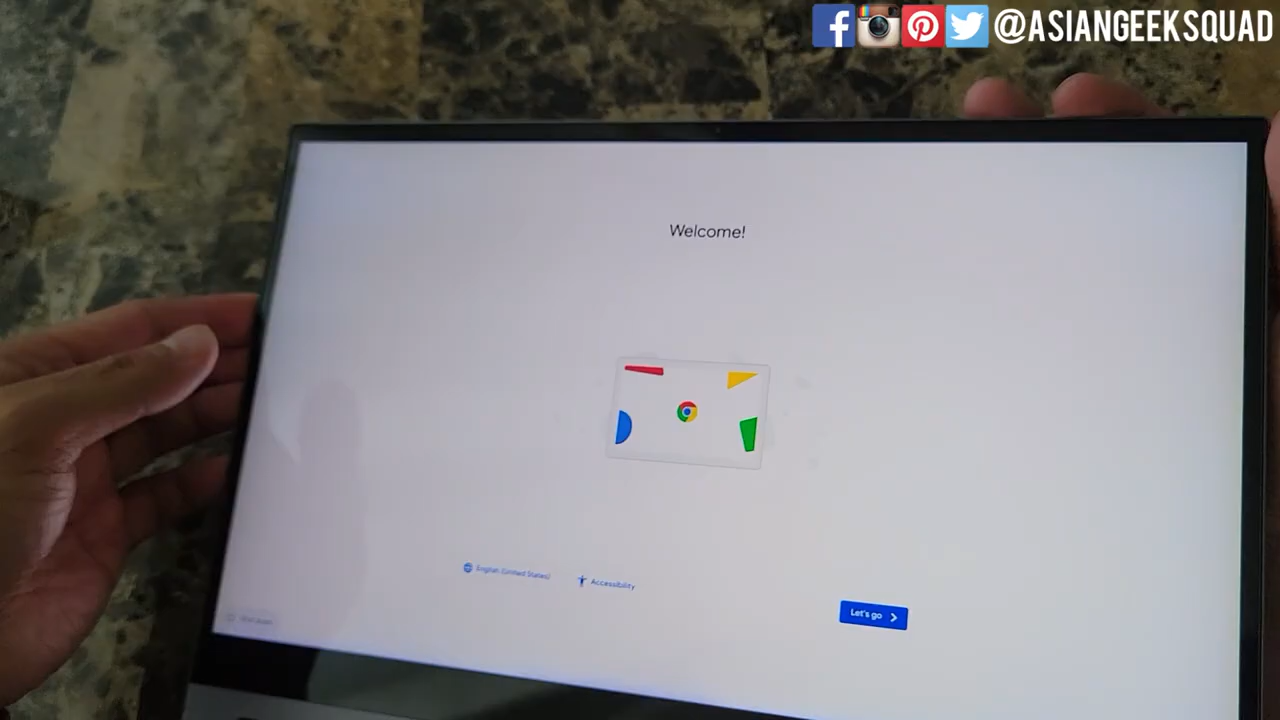 @ASIANGEEKSQUAD
Welcome!
English (United States)
Accessibility
Let's go